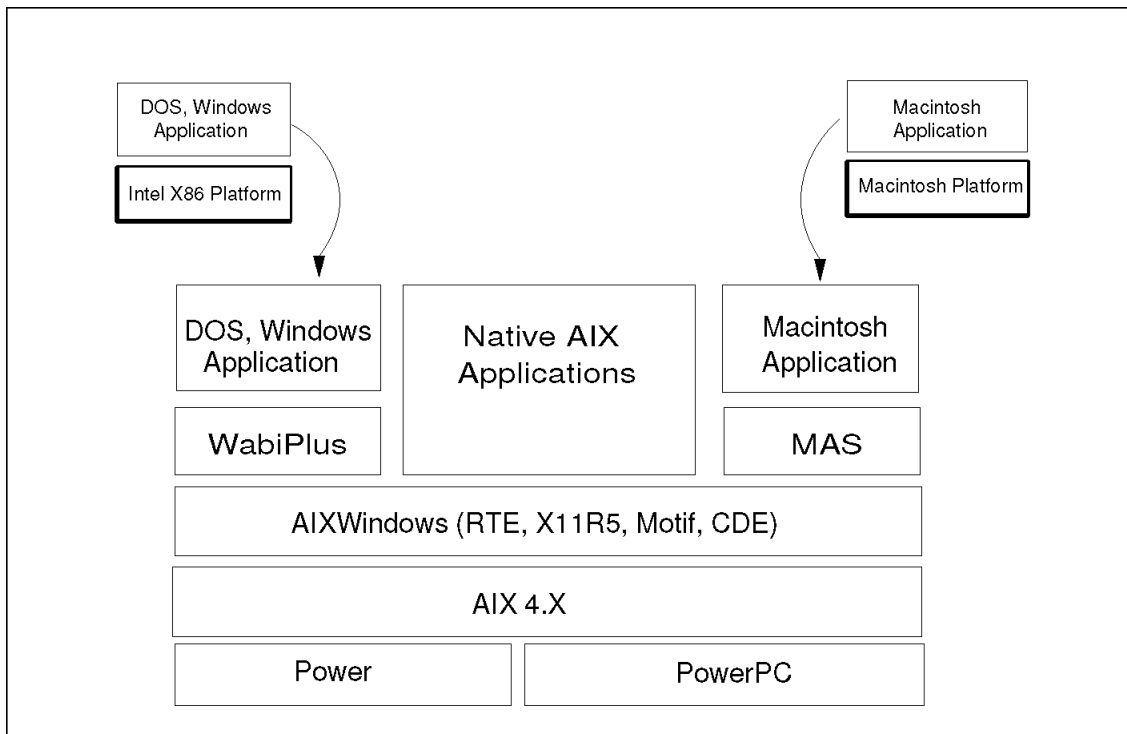 DOS, Windows
Application
Intel X86 Platform
Macintosh
Application
Macintosh Platform
DOS, Windows
Application
Native AIX
Applications
Macintosh
Application
WabiPlus
MAS
AIXWindows (RTE, X11R5, Motif, CDE)
AIX 4.X
Power
PowerPC